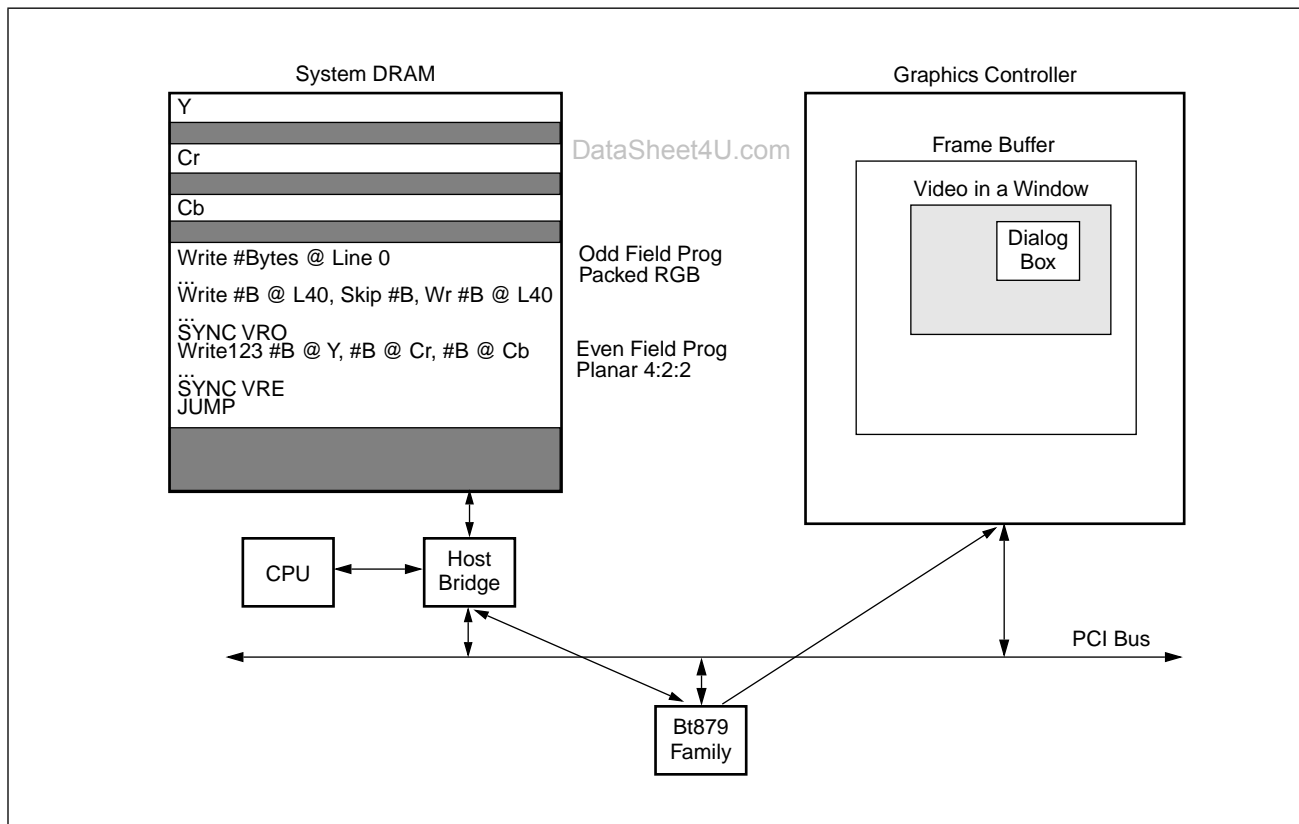 System DRAM
Y
Cr
Cb
Write #Bytes @ Line 0
...
Write #B @ L40, Skip #B, Wr #B @ L40
...
SYNC VRO
Write123 #B @ Y, #B @ Cr, #B @ Cb
...
SYNC VRE
JUMP
Odd Field Prog
Packed RGB
Even Field Prog
Planar 4:2:2
DataSheet4U.com
Graphics Controller
Frame Buffer
Video in a Window
Dialog
Box
CPU
Host
Bridge
PCI Bus
Bt879
Family